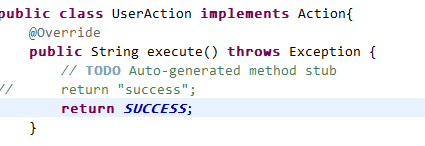 public class UserAction implements Action{
    @Override
    public String execute() throws Exception {
        // TODO Auto-generated method stub
//      return "success";
        return SUCCESS;
    }